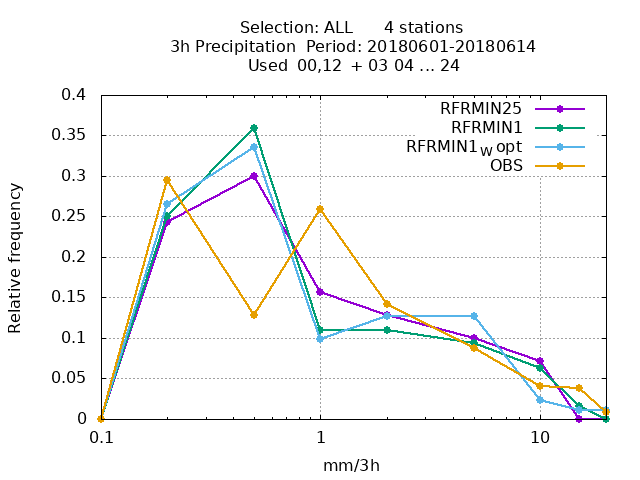 Selection: ALL 4 stations
3h Precipitation Period: 20180601-20180614
Used 00,12 + 03 04 ... 24
RFRMIN25
RFRMIN1
RFRMIN1W opt
OBS
Relative frequency
0.4
0.35
0.3
0.25
0.2
0.15
0.1
0.05
0
0.1 1 10
mm/3h